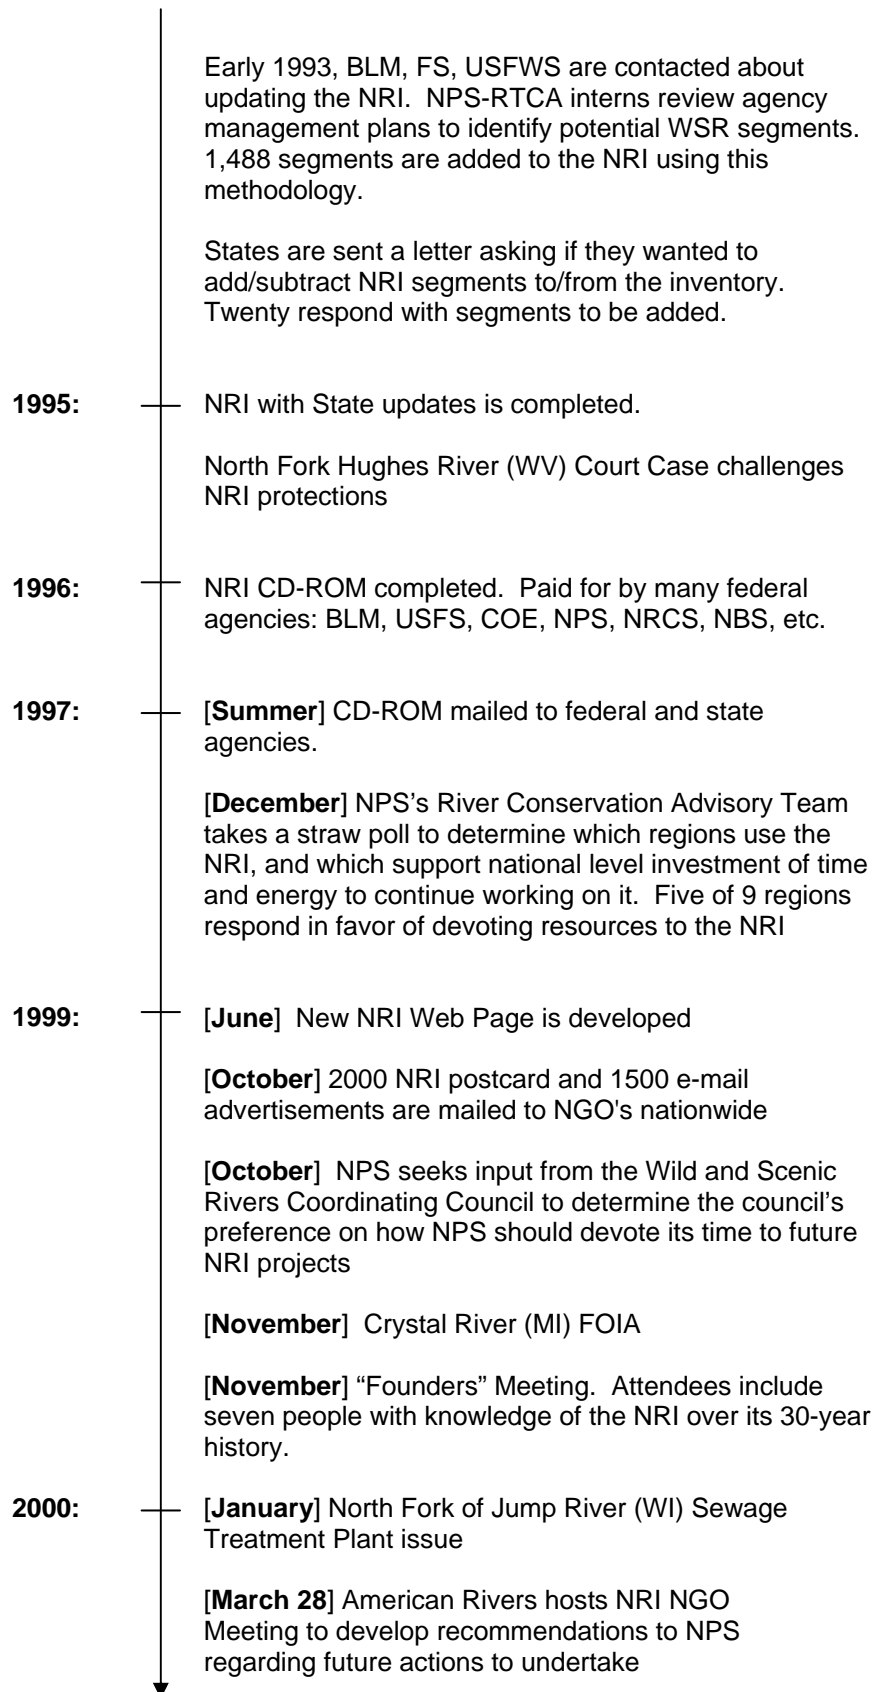 Early 1993, BLM, FS, USFWS are contacted about
updating the NRI.  NPS-RTCA interns review agency
management plans to identify potential WSR segments.
1,488 segments are added to the NRI using this
methodology.
States are sent a letter asking if they wanted to
add/subtract NRI segments to/from the inventory.
Twenty respond with segments to be added.
1995: NRI with State updates is completed.
North Fork Hughes River (WV) Court Case challenges
NRI protections
1996: NRI CD-ROM completed.  Paid for by many federal
agencies: BLM, USFS, COE, NPS, NRCS, NBS, etc.
1997: [Summer] CD-ROM mailed to federal and state
agencies.
[December] NPS's River Conservation Advisory Team
takes a straw poll to determine which regions use the
NRI, and which support national level investment of time
and energy to continue working on it.  Five of 9 regions
respond in favor of devoting resources to the NRI
1999: [June]  New NRI Web Page is developed
[October] 2000 NRI postcard and 1500 e-mail
advertisements are mailed to NGO's nationwide
[October]  NPS seeks input from the Wild and Scenic
Rivers Coordinating Council to determine the council's
preference on how NPS should devote its time to future
NRI projects
[November]  Crystal River (MI) FOIA
[November] “Founders” Meeting.  Attendees include
seven people with knowledge of the NRI over its 30-year
history.
2000: [January] North Fork of Jump River (WI) Sewage
Treatment Plant issue
[March 28] American Rivers hosts NRI NGO
Meeting to develop recommendations to NPS
regarding future actions to undertake